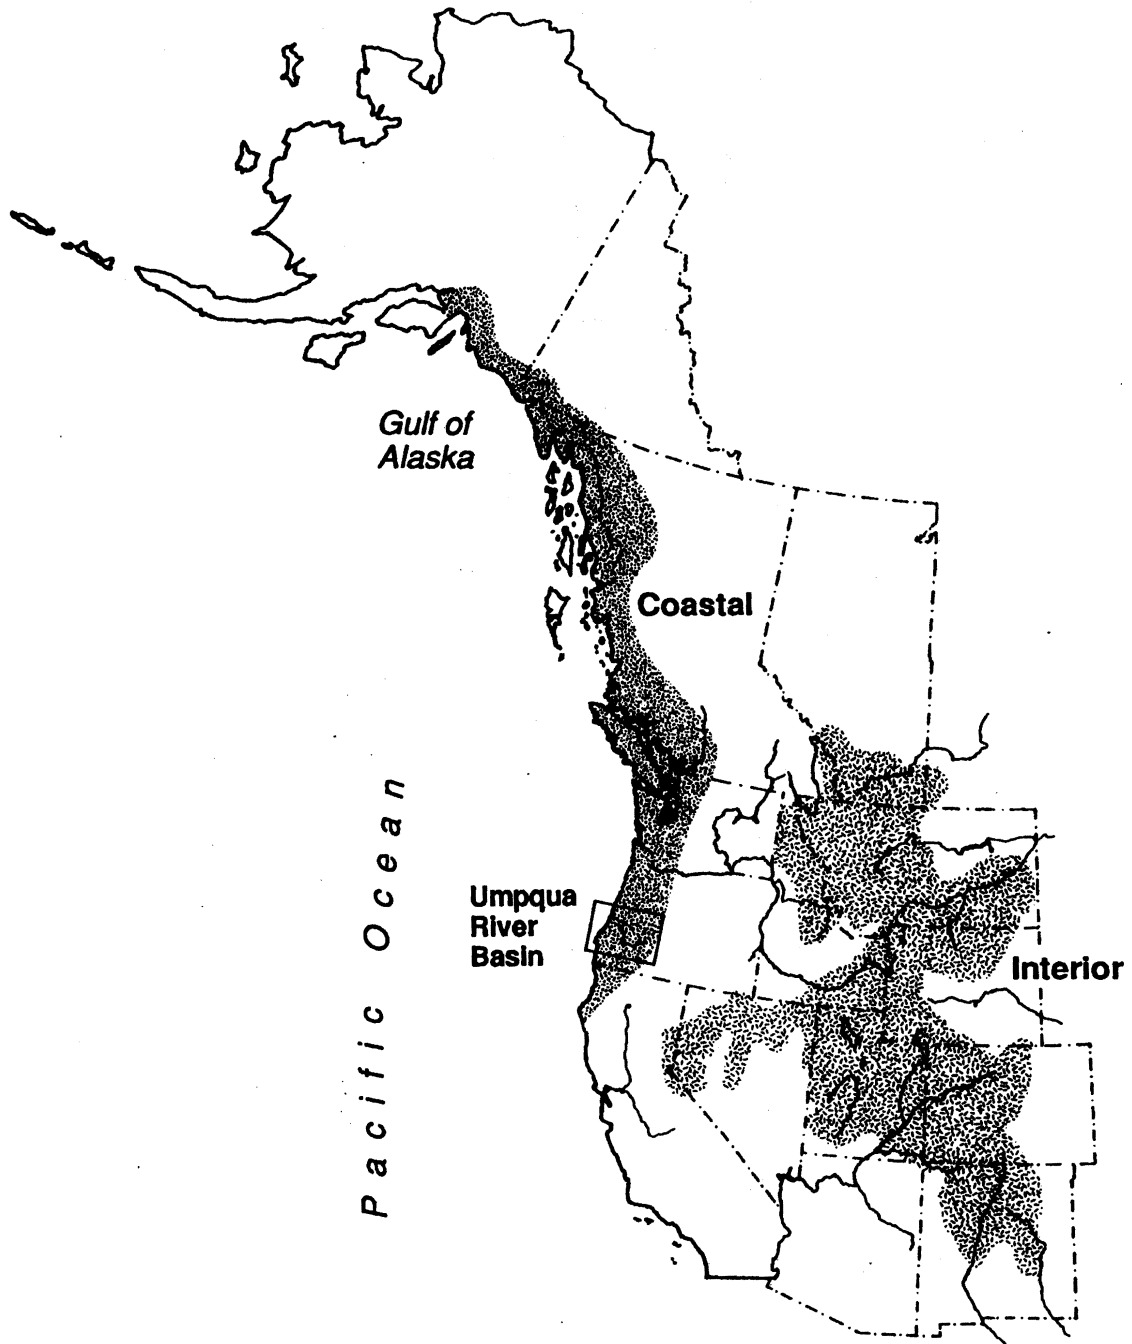 Gulf of
Alaska
Coastal
Pacific Ocean
Umpqua
River
Basin
Interior